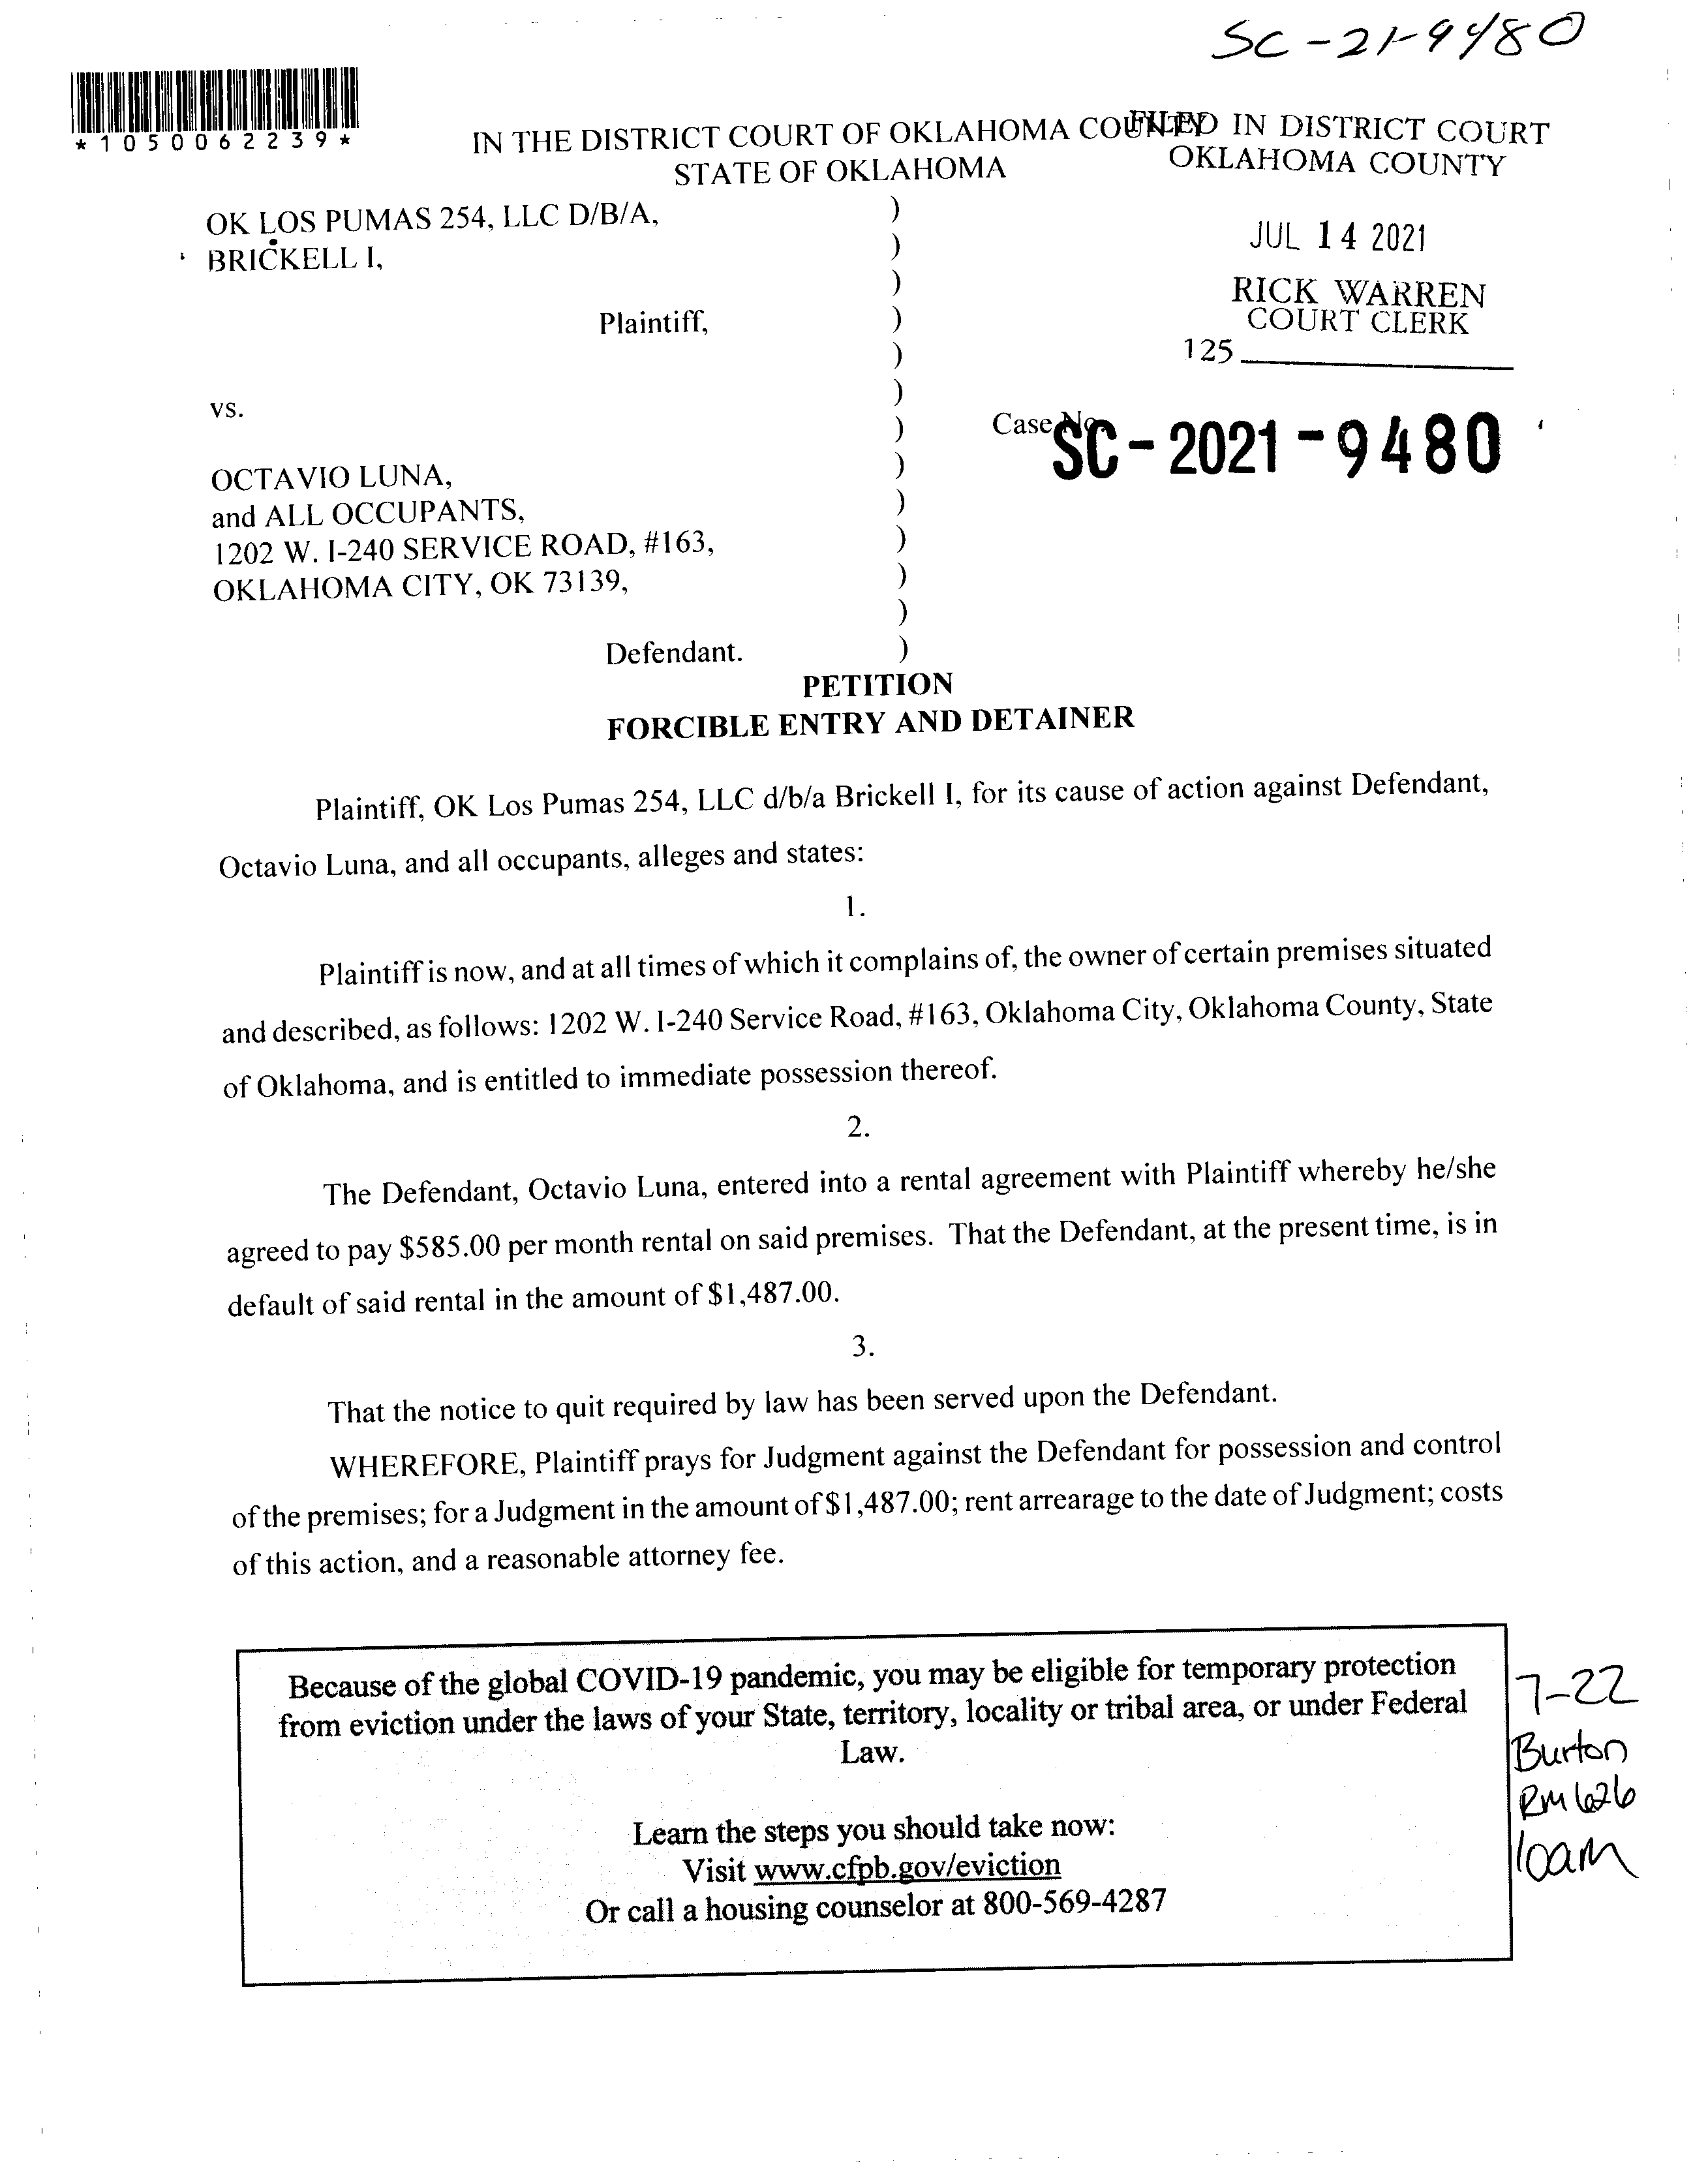 SC-21-9480
*1050062239*
IN THE DISTRICT COURT OF OKLAHOMA COUNTY
STATE OF OKLAHOMA
FILED IN DISTRICT COURT
OKLAHOMA COUNTY
JUL 14 2021
RICK WARREN
COURT CLERK
125
OK LOS PUMAS 254, LLC D/B/A, )
BRICKELL I, )
)
Plaintiff, )
)
)
vs. )
Case No.
SC-2021-9480
OCTAVIO LUNA, )
and ALL OCCUPANTS, )
1202 W. I-240 SERVICE ROAD, #163, )
OKLAHOMA CITY, OK 73139, )
)
Defendant. )
PETITION
FORCIBLE ENTRY AND DETAINER
Plaintiff, OK Los Pumas 254, LLC d/b/a Brickell I, for its cause of action against Defendant,
Octavio Luna, and all occupants, alleges and states:
1.
Plaintiff is now, and at all times of which it complains of, the owner of certain premises situated
and described, as follows: 1202 W. I-240 Service Road, #163, Oklahoma City, Oklahoma County, State
of Oklahoma, and is entitled to immediate possession thereof.
2.
The Defendant, Octavio Luna, entered into a rental agreement with Plaintiff whereby he/she
agreed to pay $585.00 per month rental on said premises. That the Defendant, at the present time, is in
default of said rental in the amount of $1,487.00.
3.
That the notice to quit required by law has been served upon the Defendant.
WHEREFORE, Plaintiff prays for Judgment against the Defendant for possession and control
of the premises; for a Judgment in the amount of $1,487.00; rent arrearage to the date of Judgment; costs
of this action, and a reasonable attorney fee.
Because of the global COVID-19 pandemic, you may be eligible for temporary protection
from eviction under the laws of your State, territory, locality or tribal area, or under Federal
Law.
Learn the steps you should take now:
Visit www.cfpb.gov/eviction
Or call a housing counselor at 800-569-4287
7-22
Burton
RM 626
10am